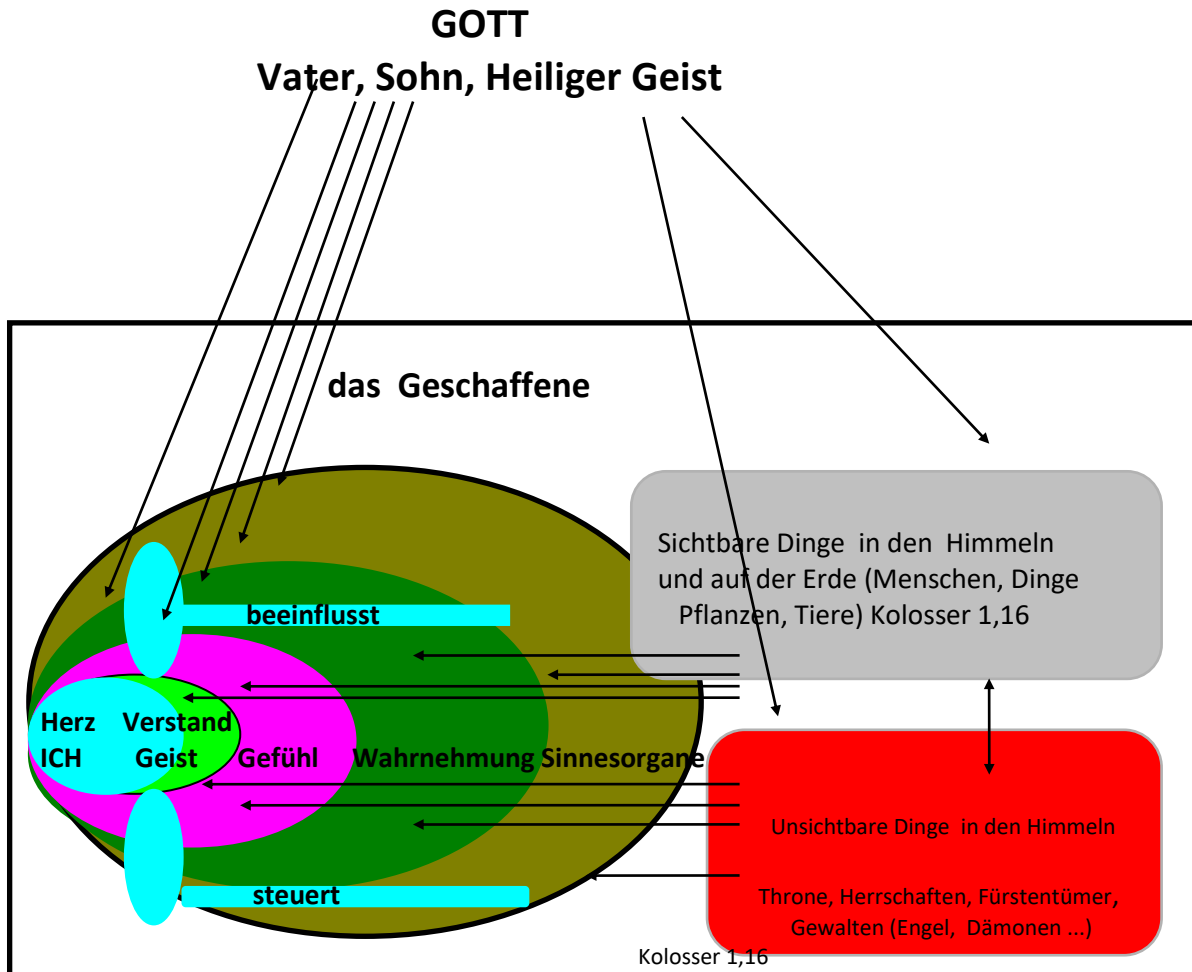 GOTT
Vater, Sohn, Heiliger Geist
das Geschaffene
Sichtbare Dinge in den Himmeln
und auf der Erde (Menschen, Dinge
Pflanzen, Tiere) Kolosser 1,16
beeinflusst
Herz Verstand
ICH Geist Gefühl Wahrnehmung Sinnesorgane
Unsichtbare Dinge in den Himmeln
steuert
Throne, Herrschaften, Fürstentümer,
Gewalten (Engel, Dämonen ...)
Kolosser 1,16